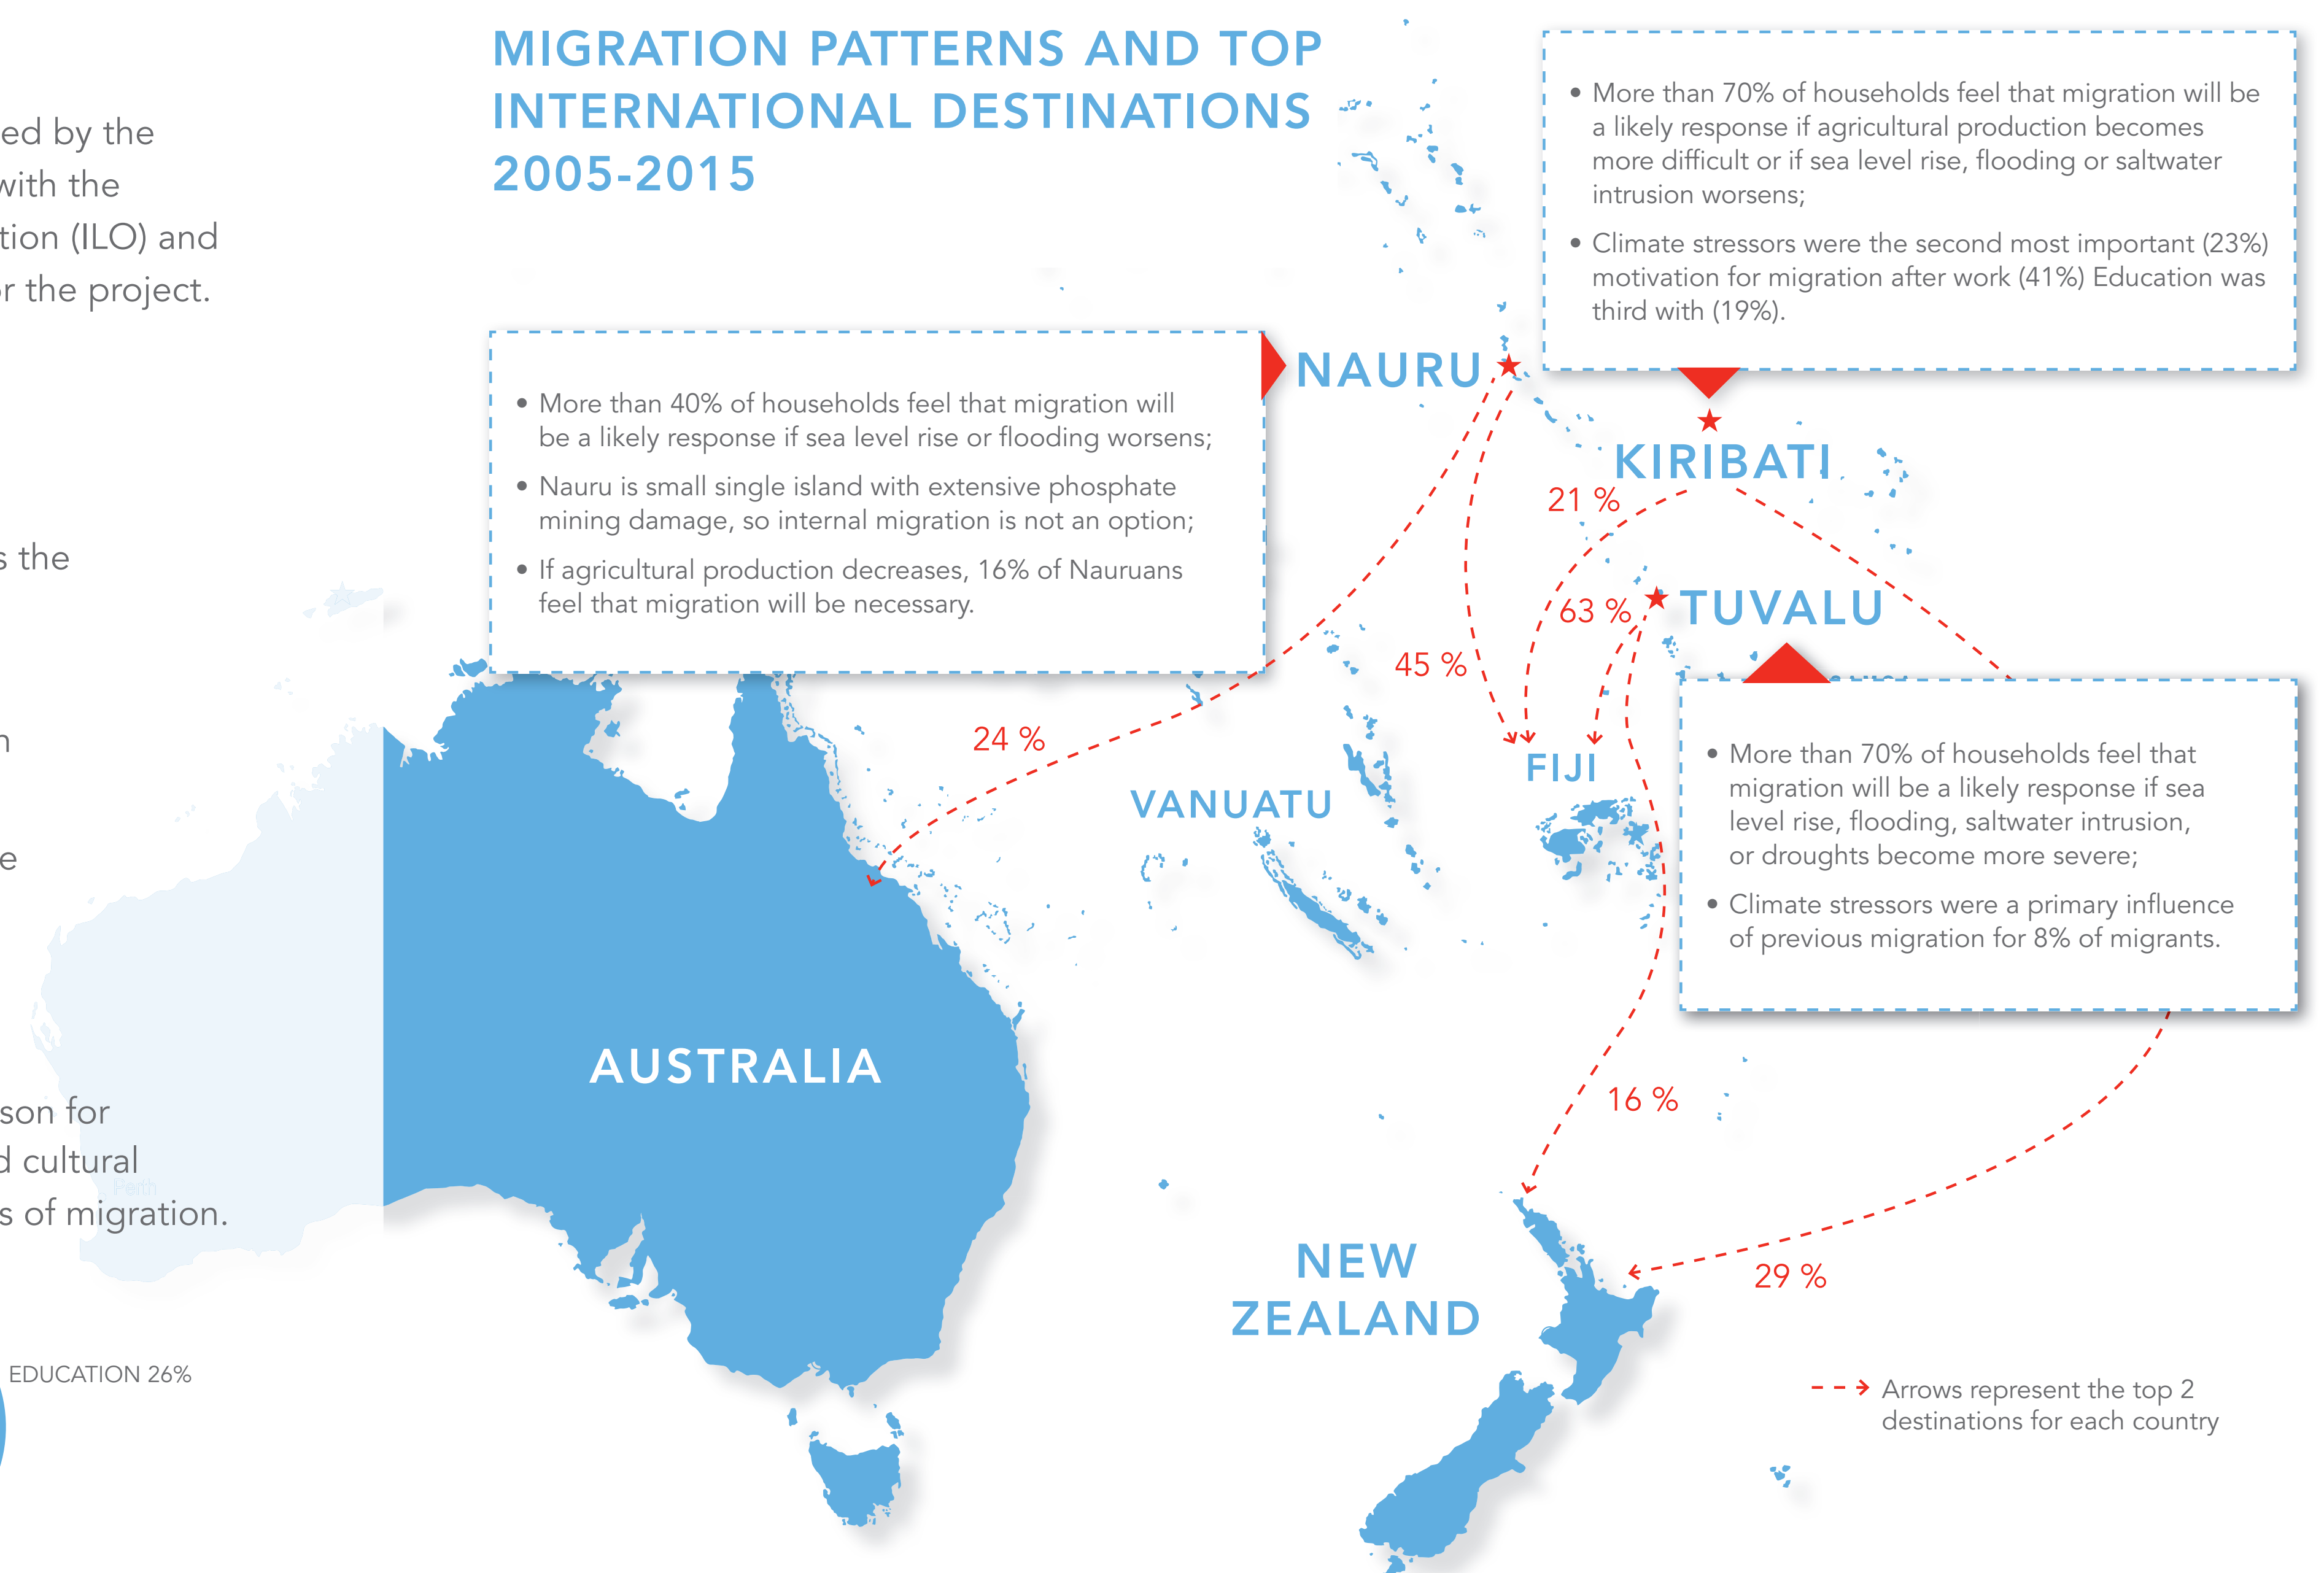 MIGRATION PATTERNS AND TOP
INTERNATIONAL DESTINATIONS
2005-2015
ed by the
with the
tion (ILO) and
or the project.
s the
n
e
son for
d cultural
Perth
s of migration.
EDUCATION 26%
• More than 70% of households feel that migration will be
a likely response if agricultural production becomes
more difficult or if sea level rise, flooding or saltwater
intrusion worsens;
• Climate stressors were the second most important (23%)
motivation for migration after work (41%) Education was
third with (19%).
NAURU
• More than 40% of households feel that migration will
be a likely response if sea level rise or flooding worsens;
• Nauru is small single island with extensive phosphate
mining damage, so internal migration is not an option;
• If agricultural production decreases, 16% of Nauruans
feel that migration will be necessary.
KIRIBATI
21 %
63 %
TUVALU
45 %
24 %
FIJI
VANUATU
• More than 70% of households feel that
migration will be a likely response if sea
level rise, flooding, saltwater intrusion,
or droughts become more severe;
• Climate stressors were a primary influence
of previous migration for 8% of migrants.
AUSTRALIA
16 %
NEW
ZEALAND
29 %
Arrows represent the top 2
destinations for each country